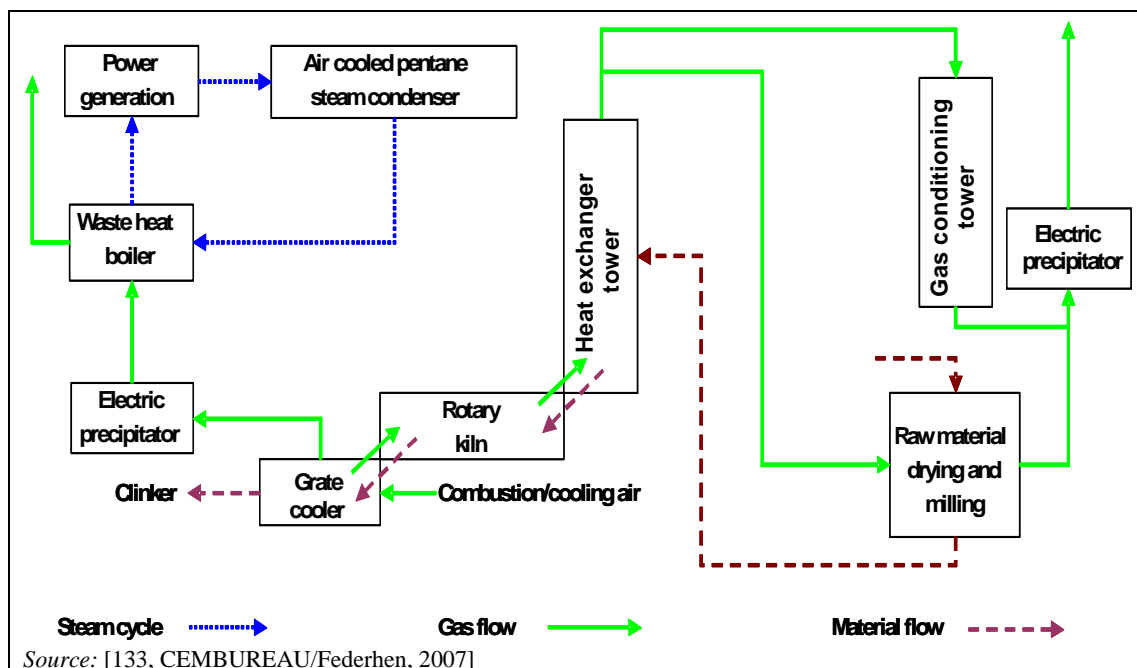 Power
generation
Air cooled pentane
steam condenser
Waste heat
boiler
Heat exchanger
tower
Gas conditioning
tower
Electric
precipitator
Electric
precipitator
Rotary
kiln
Raw material
drying and
milling
Clinker
Grate
cooler
Combustion/cooling air
Steam cycle
Gas flow
Material flow
Source: [133, CEMBUREAU/Federhen, 2007]